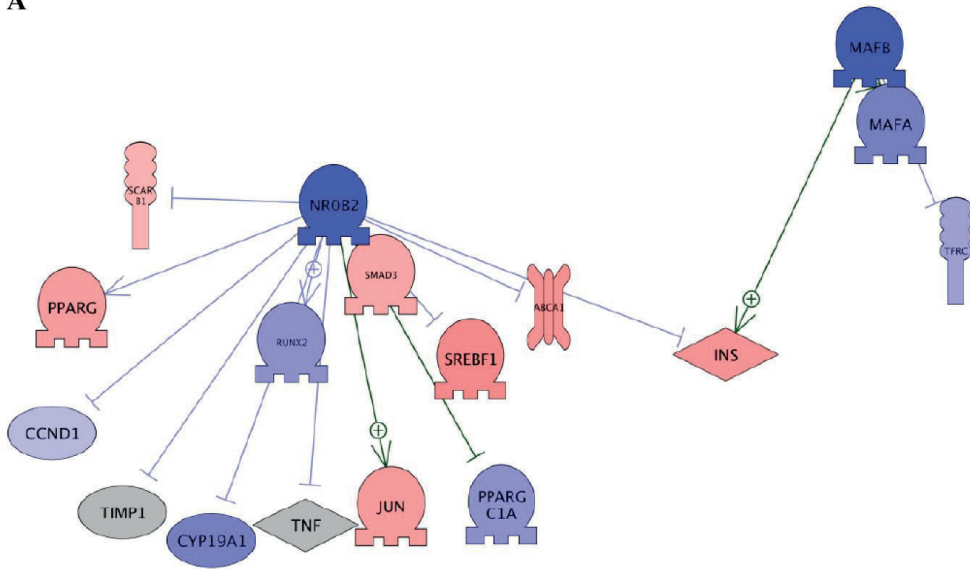 A
MAFB
MAFA
SCAR
B1
NR0B2
TFRC
SMAD3
PPARG
ABCA1
RUNX2
SREBF1
INS
+
+
+
CCND1
PPARG
C1A
TIMP1
CYP19A1
TNF
JUN